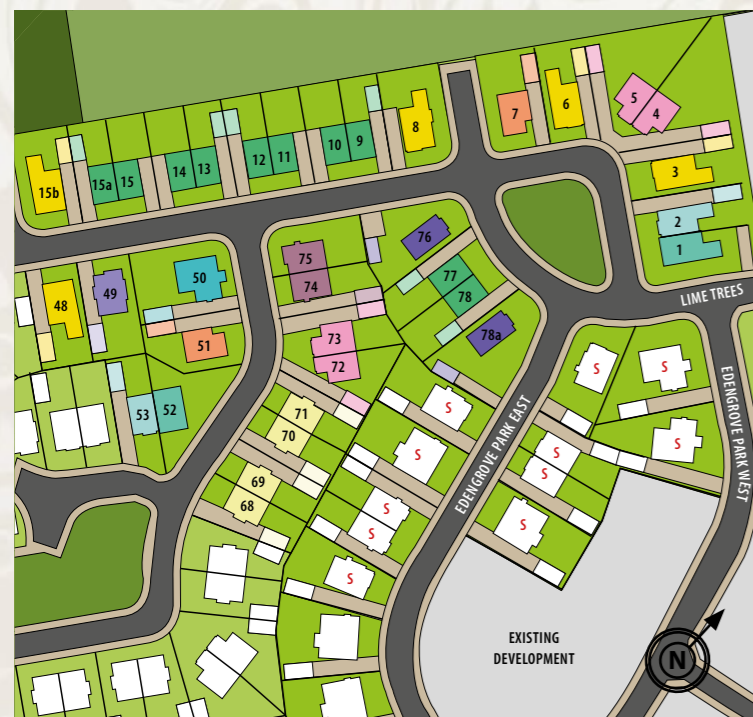 5
4
6
7
8
9
10
11
12
13
14
15
15a
15b
3
2
1
LIME TREES
76
77
78
78a
75
74
73
72
50
51
49
48
53
52
71
70
69
68
S
S
S
S
S
S
S
S
S
S
S
EDENGROVE PARK EAST
EDENGROVE PARK WEST
EXISTING
DEVELOPMENT
N